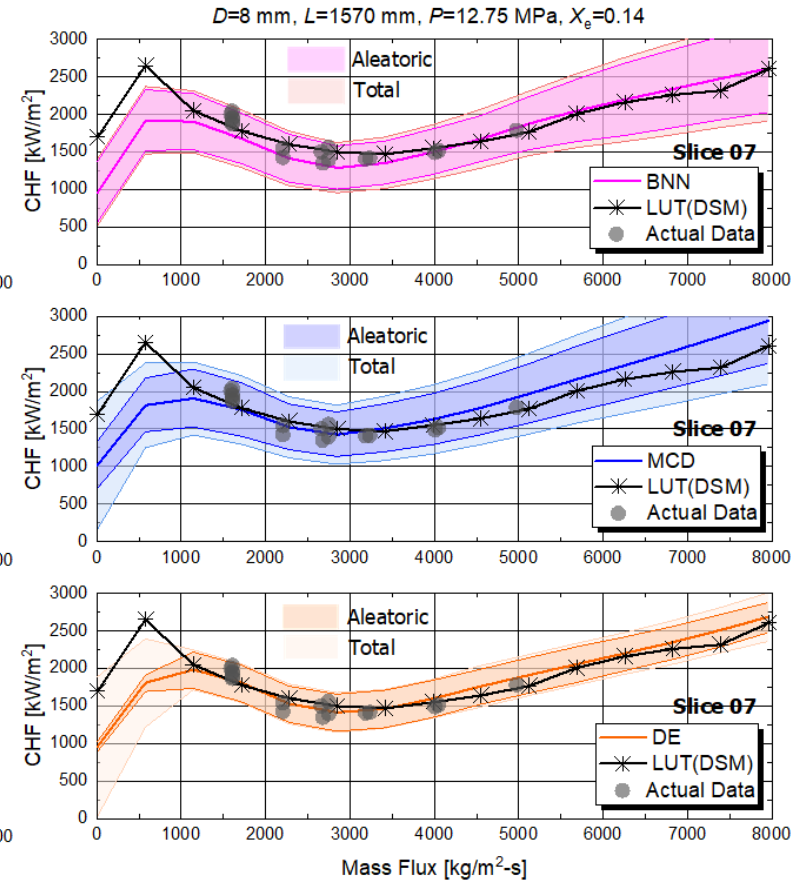 D=8 mm, L=1570 mm, P=12.75 MPa, Xe=0.14
3000
2500
2000
1500
1000
500
0
CHF [kW/m²]
Aleatoric
Total
Slice 07
BNN
LUT(DSM)
Actual Data
00
0 1000 2000 3000 4000 5000 6000 7000 8000
3000
2500
2000
1500
1000
500
0
CHF [kW/m²]
Aleatoric
Total
Slice 07
MCD
LUT(DSM)
Actual Data
00
0 1000 2000 3000 4000 5000 6000 7000 8000
3000
2500
2000
1500
1000
500
0
CHF [kW/m²]
Aleatoric
Total
Slice 07
DE
LUT(DSM)
Actual Data
00
0 1000 2000 3000 4000 5000 6000 7000 8000
Mass Flux [kg/m²-s]